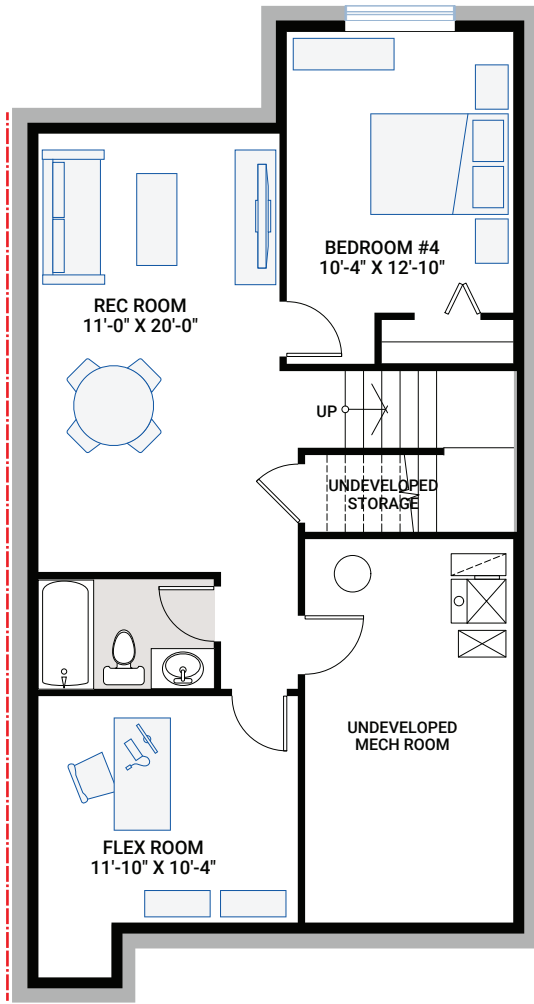 BEDROOM #4
10'-4" X 12'-10"
REC ROOM
11'-0" X 20'-0"
UP
UNDEVELOPED
STORAGE
UNDEVELOPED
MECH ROOM
FLEX ROOM
11'-10" X 10'-4"